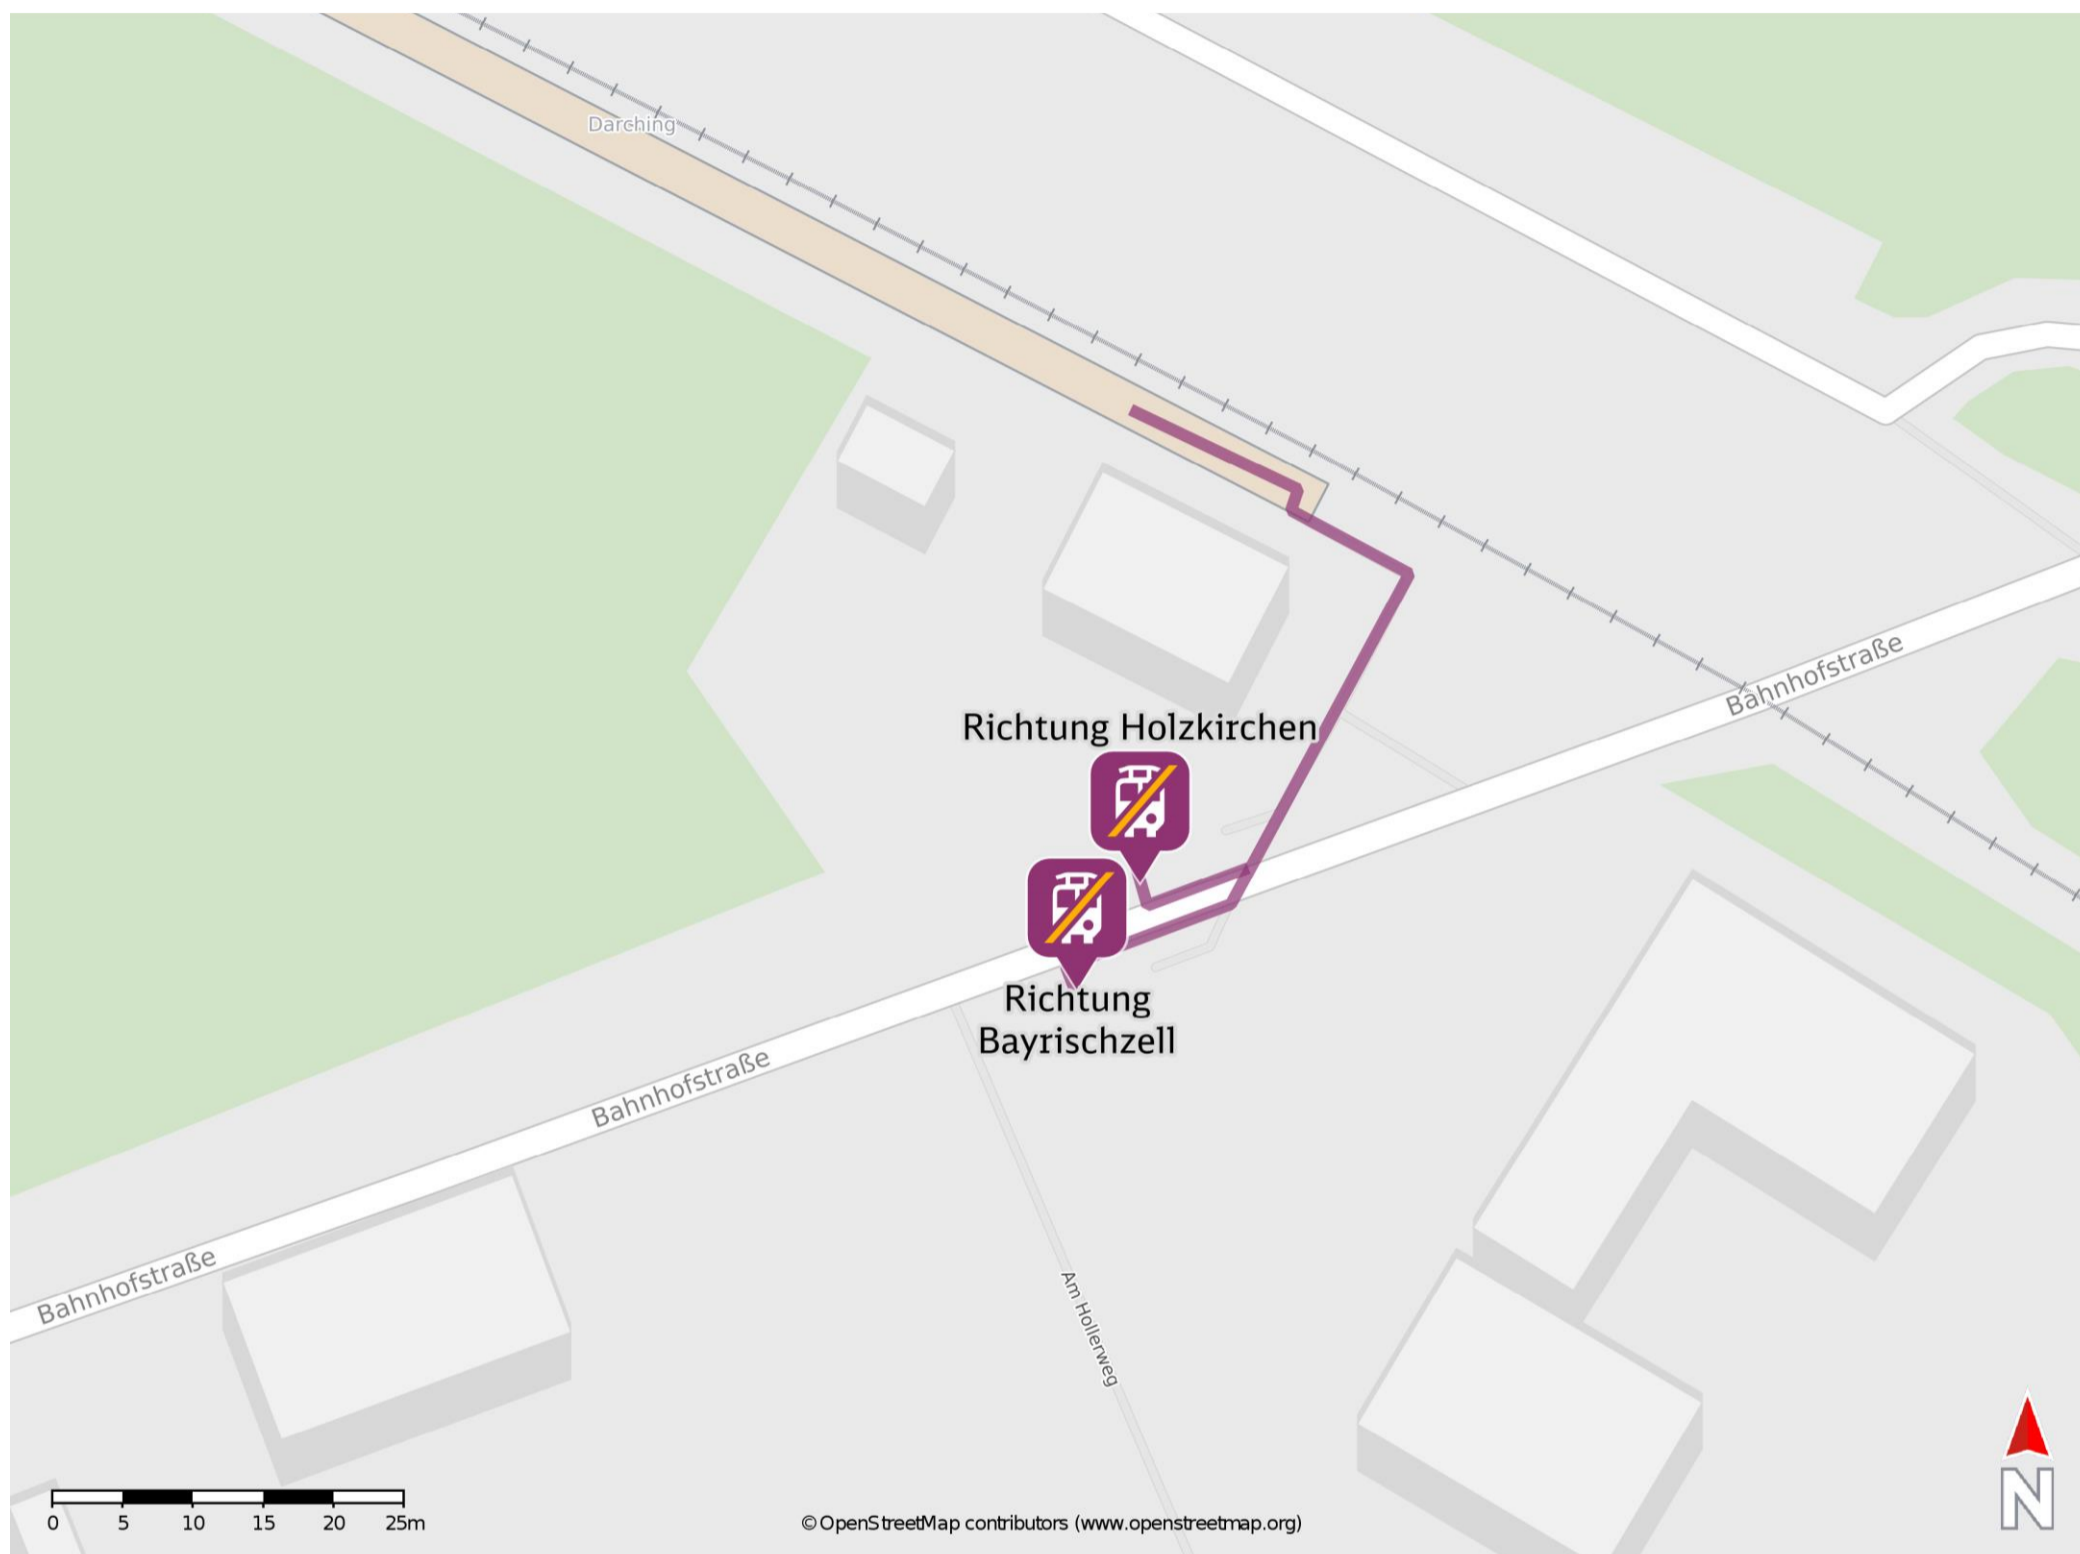 Darching
Bahnhofstraße
Richtung Holzkirchen
Richtung
Bayrischzell
Bahnhofstraße
Bahnhofstraße
Am Hollerweg
0 5 10 15 20 25m
©OpenStreetMap contributors (www.openstreetmap.org)
N